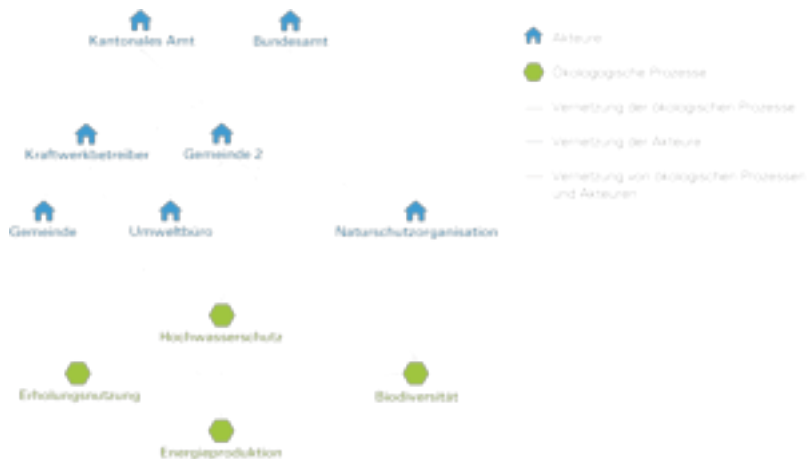 Kantonales Amt
Bundesamt
Kraftwerkbetreiber
Gemeinde 2
Gemeinde
Umweltbüro
Naturschutzorganisation
Hochwasserschutz
Erholungsnutzung
Biodiversität
Energieproduktion
Akteure
Ökologogische Prozesse
Vernetzung der ökologischen Prozesse
Vernetzung der Akteure
Vernetzung von ökologischen Prozessen
und Akteuren